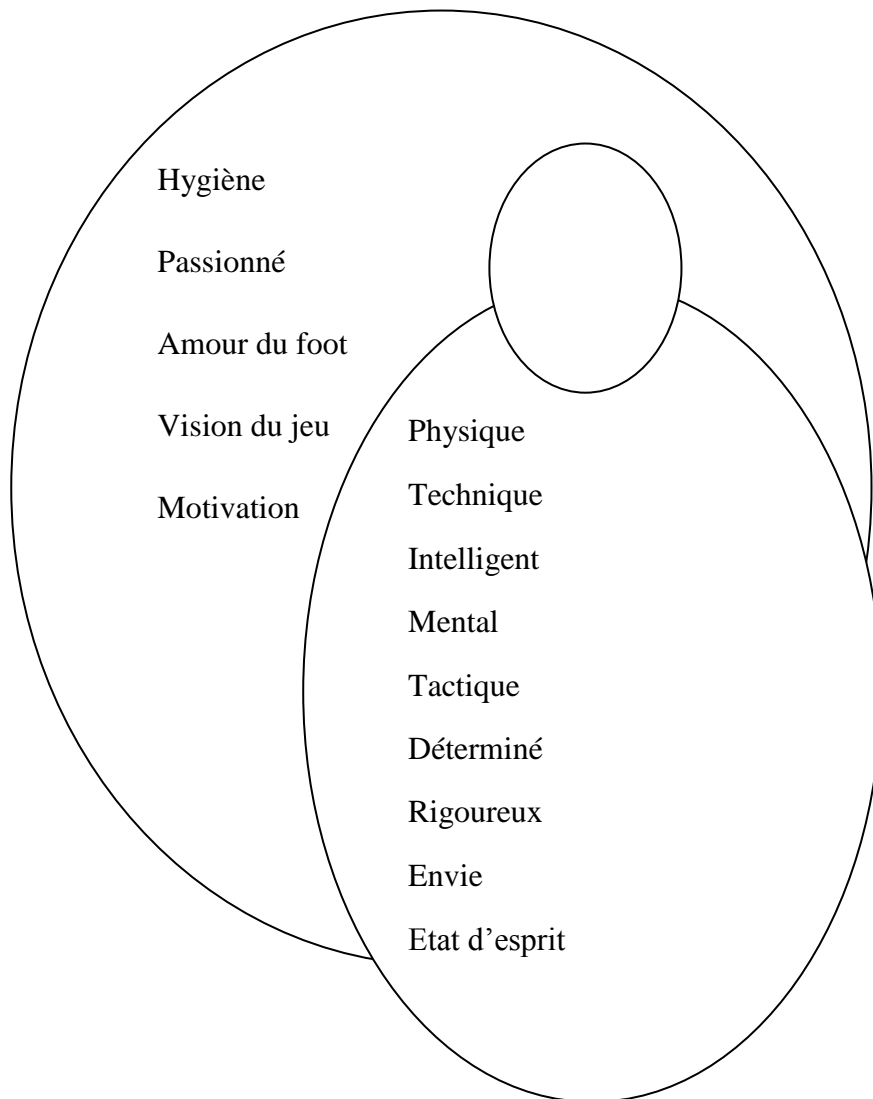 Hygiène
Passionné
Amour du foot
Vision du jeu
Motivation
Physique
Technique
Intelligent
Mental
Tactique
Déterminé
Rigoureux
Envie
Etat d’esprit